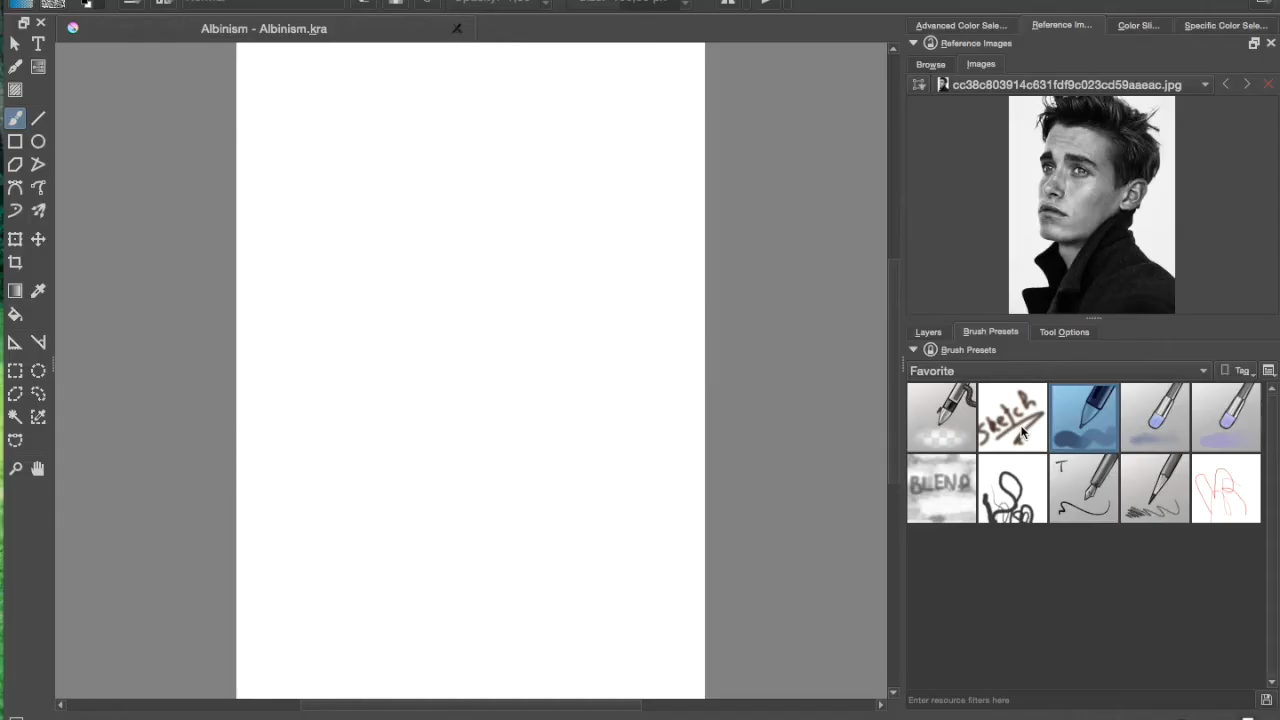 Albinism - Albinism.kra
Advanced Color Sele...
Reference Im...
Color Sli...
Specific Color Sele...
Reference Images
Browse
Images
cc38c803914c631fdf9c023cd59aaeac.jpg
Layers
Brush Presets
Tool Options
Brush Presets
Favorite
Tag
Sketch
BLEND
T
Enter resource filters here